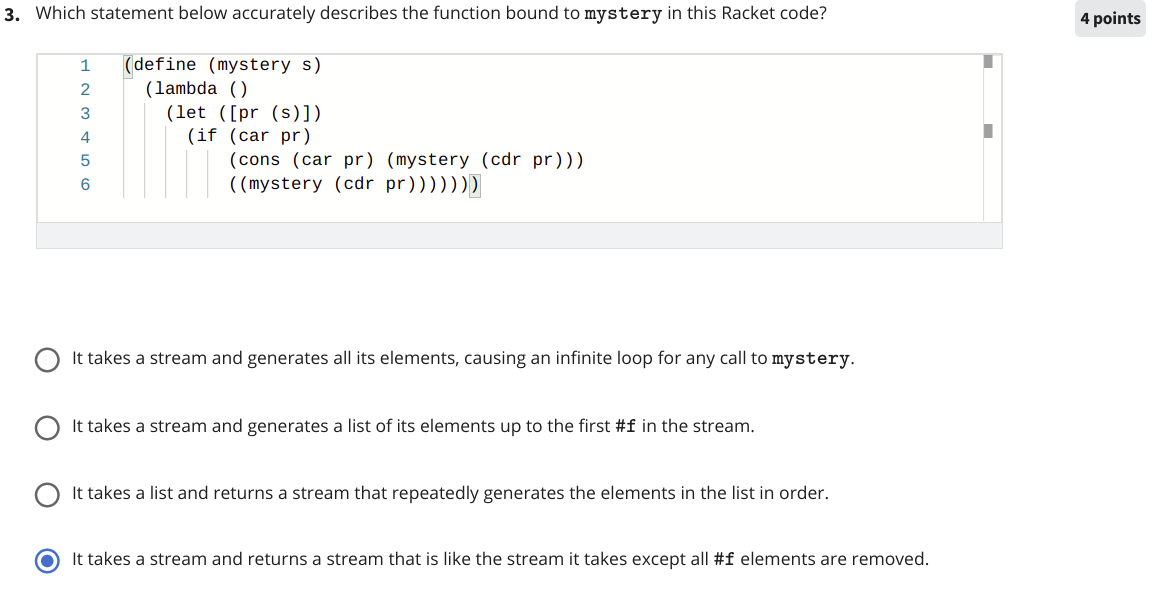 3. Which statement below accurately describes the function bound to mystery in this Racket code?
4 points
1 (define (mystery s)
2 (lambda ()
3 (let ([pr (s)])
4 (if (car pr)
5 (cons (car pr) (mystery (cdr pr)))
6 ((mystery (cdr pr)))))))
It takes a stream and generates all its elements, causing an infinite loop for any call to mystery.
It takes a stream and generates a list of its elements up to the first #f in the stream.
It takes a list and returns a stream that repeatedly generates the elements in the list in order.
It takes a stream and returns a stream that is like the stream it takes except all #f elements are removed.